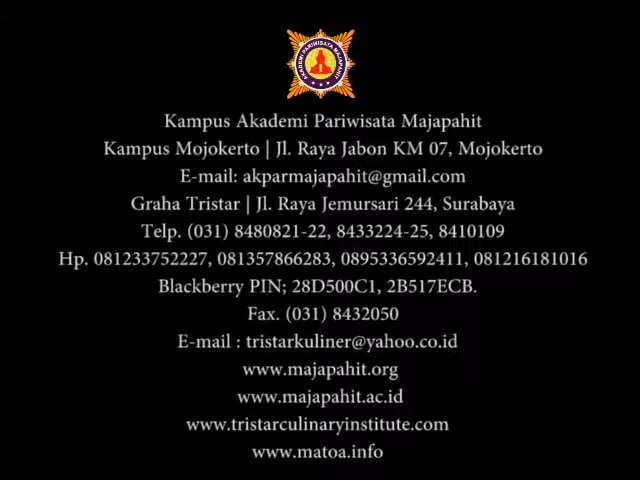 AKADEMI PARIWISATA MAJAPAHIT
Kampus Akademi Pariwisata Majapahit
Kampus Mojokerto | Jl. Raya Jabon KM 07, Mojokerto
E-mail: akparmajapahit@gmail.com
Graha Tristar | Jl. Raya Jemursari 244, Surabaya
Telp. (031) 8480821-22, 8433224-25, 8410109
Hp. 081233752227, 081357866283, 0895336592411, 081216181016
Blackberry PIN; 28D500C1, 2B517ECB.
Fax. (031) 8432050
E-mail : tristarkuliner@yahoo.co.id
www.majapahit.org
www.majapahit.ac.id
www.tristarculinaryinstitute.com
www.matoa.info